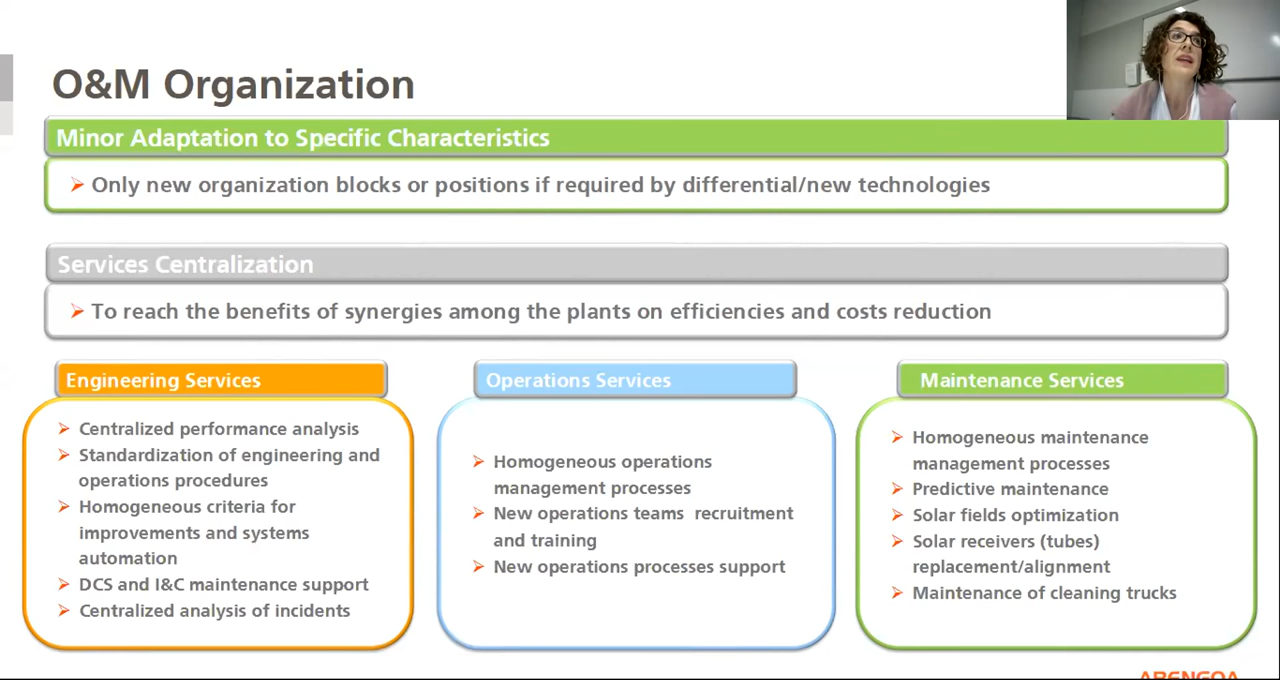 O&M Organization
Minor Adaptation to Specific Characteristics
Only new organization blocks or positions if required by differential/new technologies
Services Centralization
To reach the benefits of synergies among the plants on efficiencies and costs reduction
Engineering Services
Centralized performance analysis
Standardization of engineering and
operations procedures
Homogeneous criteria for
improvements and systems
automation
DCS and I&C maintenance support
Centralized analysis of incidents
Operations Services
Homogeneous operations
management processes
New operations teams recruitment
and training
New operations processes support
Maintenance Services
Homogeneous maintenance
management processes
Predictive maintenance
Solar fields optimization
Solar receivers (tubes)
replacement/alignment
Maintenance of cleaning trucks
ABENGOA